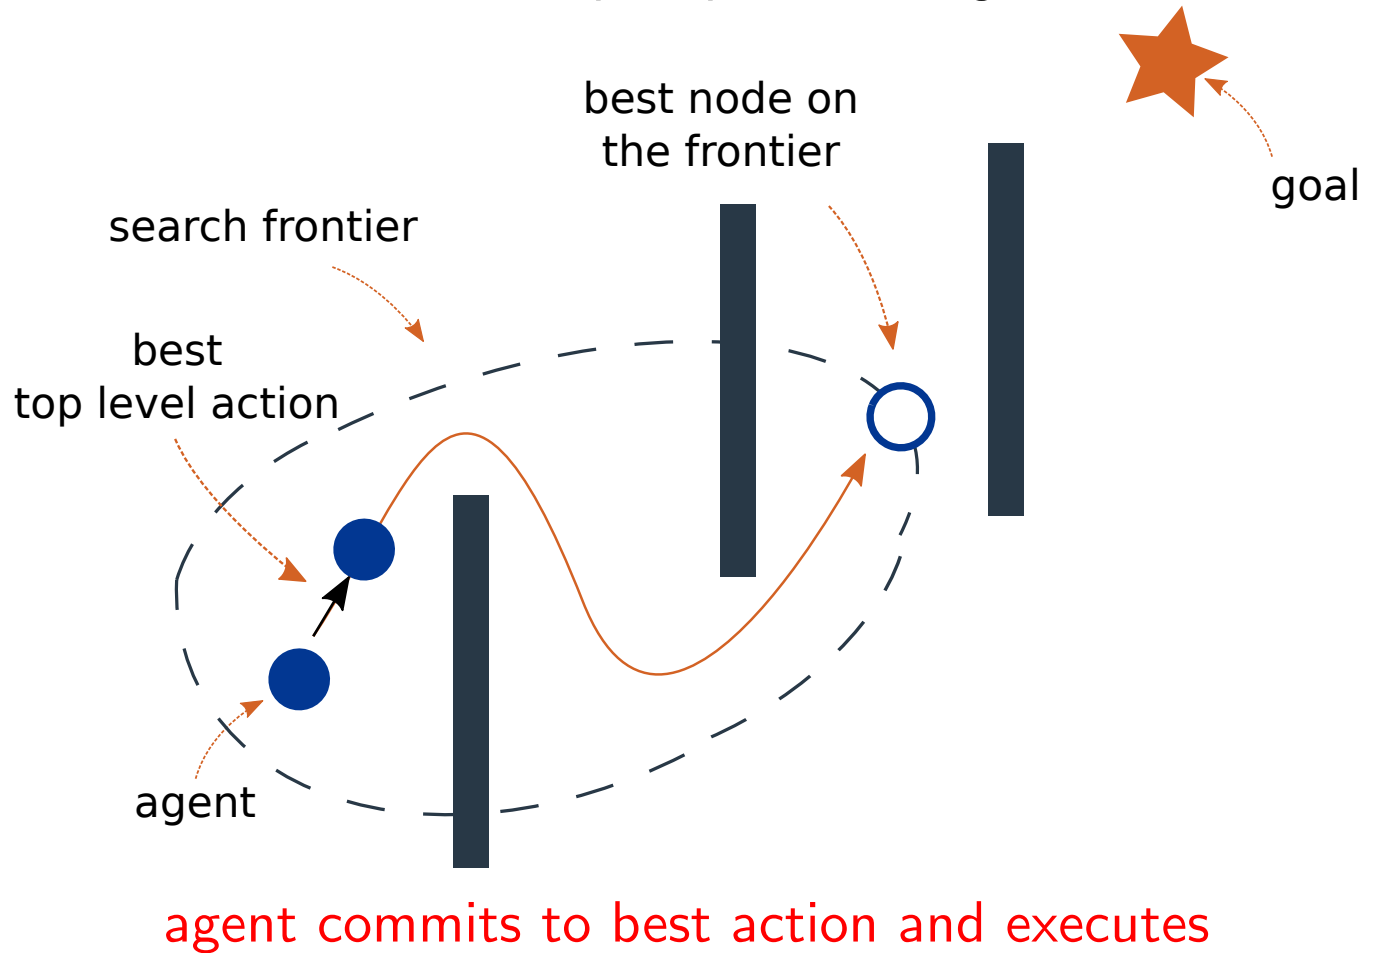 best node on
the frontier
goal
search frontier
best
top level action
agent
agent commits to best action and executes